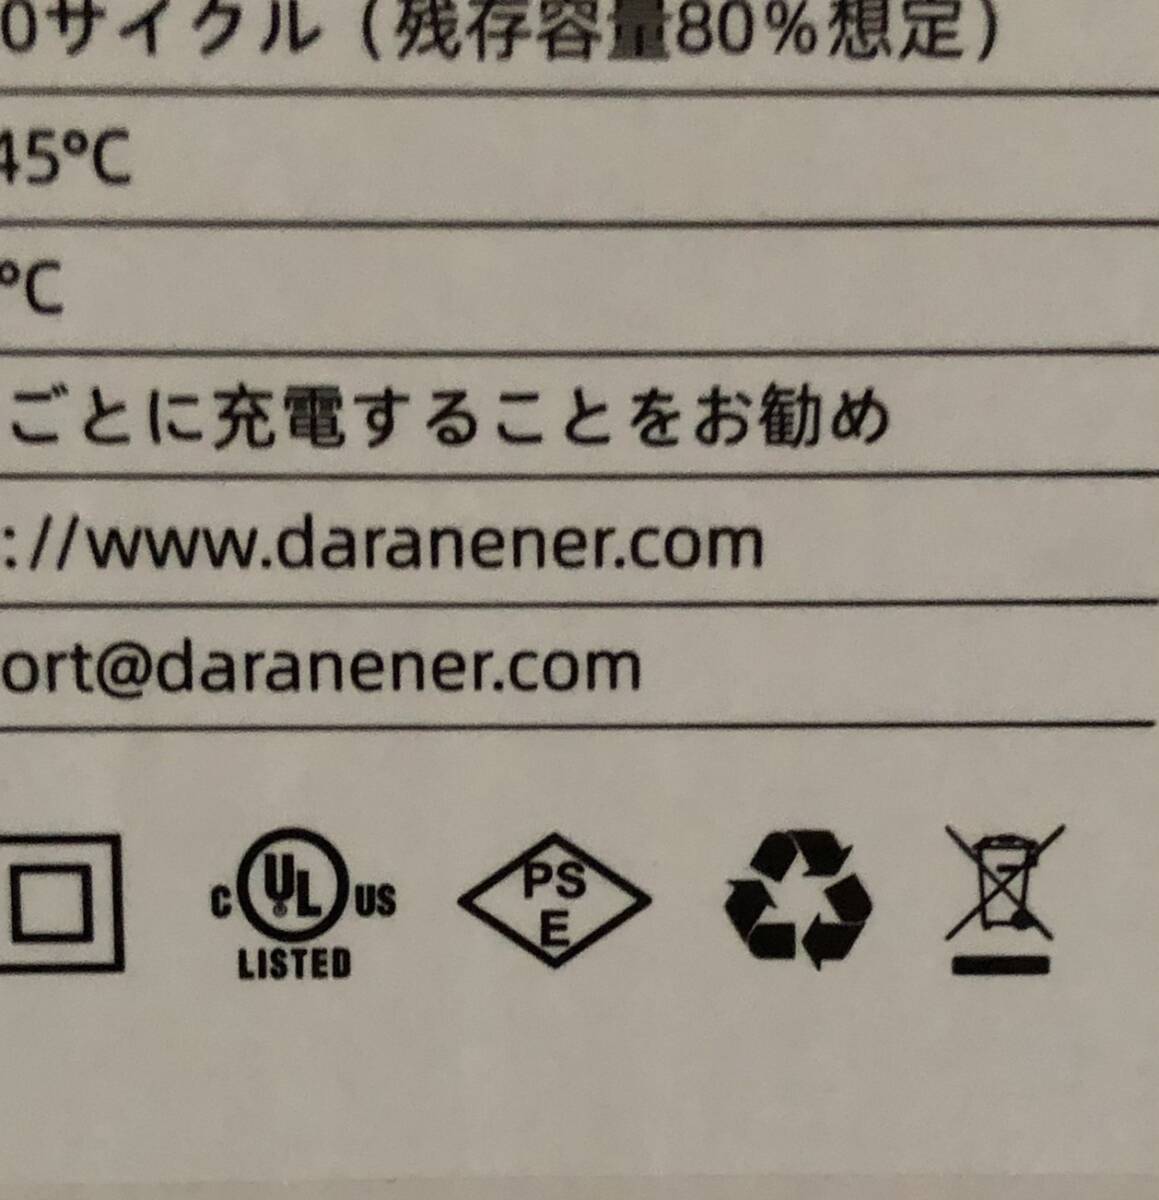 0サイクル（残存容量80%想定）
45°C
°C
ごとに充電することをお勧め
://www.daranener.com
ort@daranener.com
C UL US PS
LISTED E